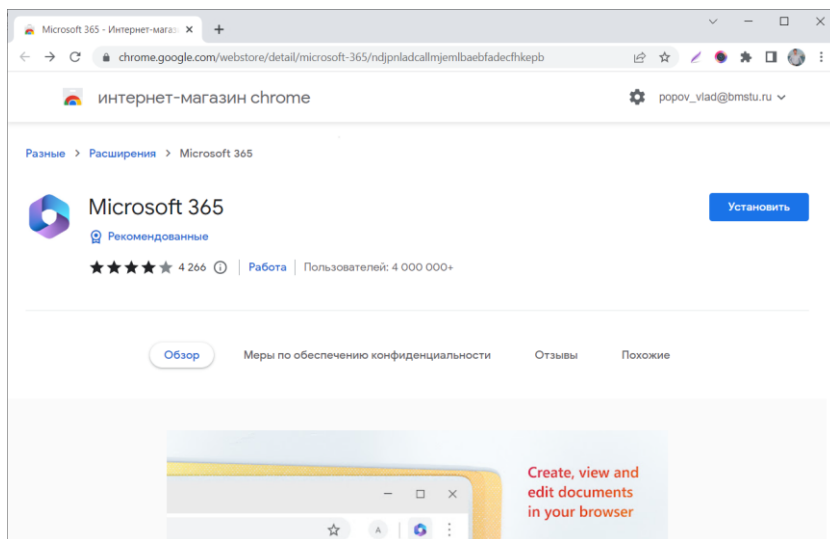 Microsoft 365 - Интернет-магаз
chrome.google.com/webstore/detail/microsoft-365/ndjpnladcallmjemlbaebfadecfhkepb
интернет-магазин chrome
popov_vlad@bmstu.ru
Разные > Расширения > Microsoft 365
Microsoft 365
Установить
Рекомендованные
4 266
Работа
Пользователей: 4 000 000+
Обзор
Меры по обеспечению конфиденциальности
Отзывы
Похожие
Create, view and
edit documents
in your browser
A